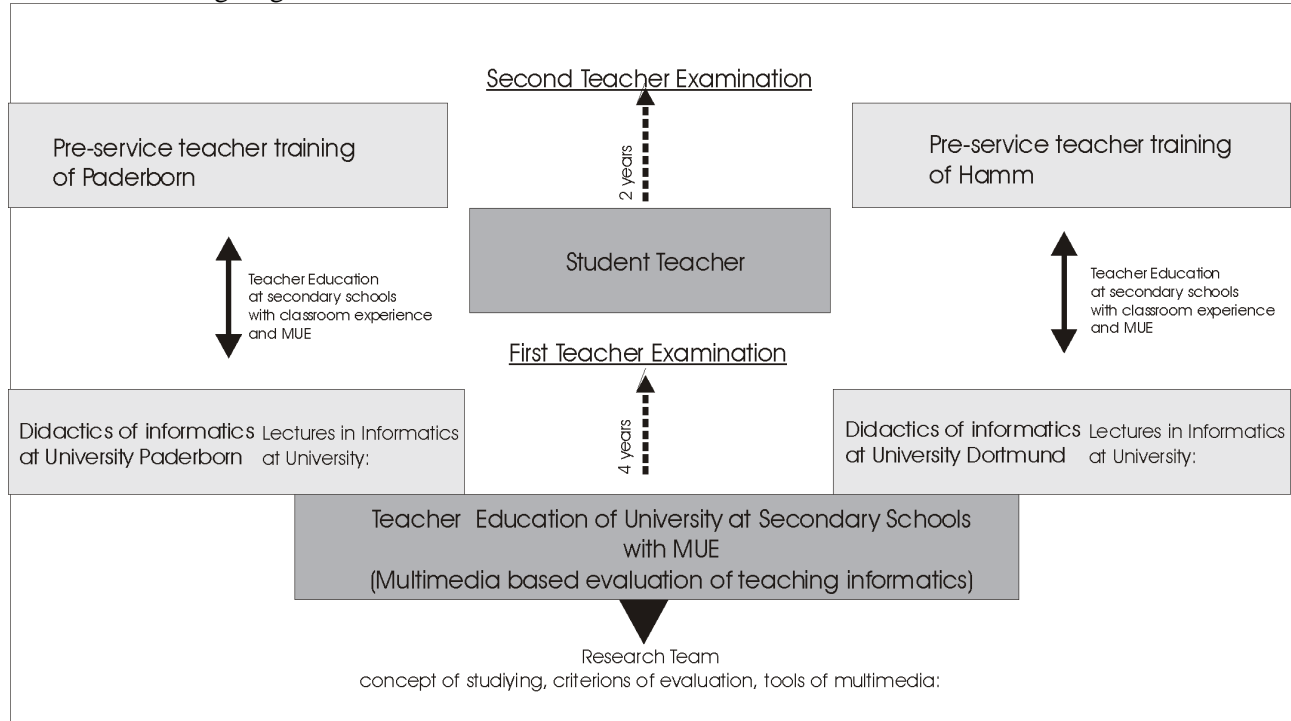 Second Teacher Examination
Pre-service teacher training
of Paderborn
2 years
Pre-service teacher training
of Hamm
Student Teacher
Teacher Education
at secondary schools
with classroom experience
and MUE
Teacher Education
at secondary schools
with classroom experience
and MUE
First Teacher Examination
4 years
Didactics of informatics Lectures in Informatics
at University Paderborn at University:
Didactics of informatics Lectures in Informatics
at University Dortmund at University:
Teacher Education of University at Secondary Schools
with MUE
(Multimedia based evaluation of teaching informatics)
Research Team
concept of studiying, criterions of evaluation, tools of multimedia: